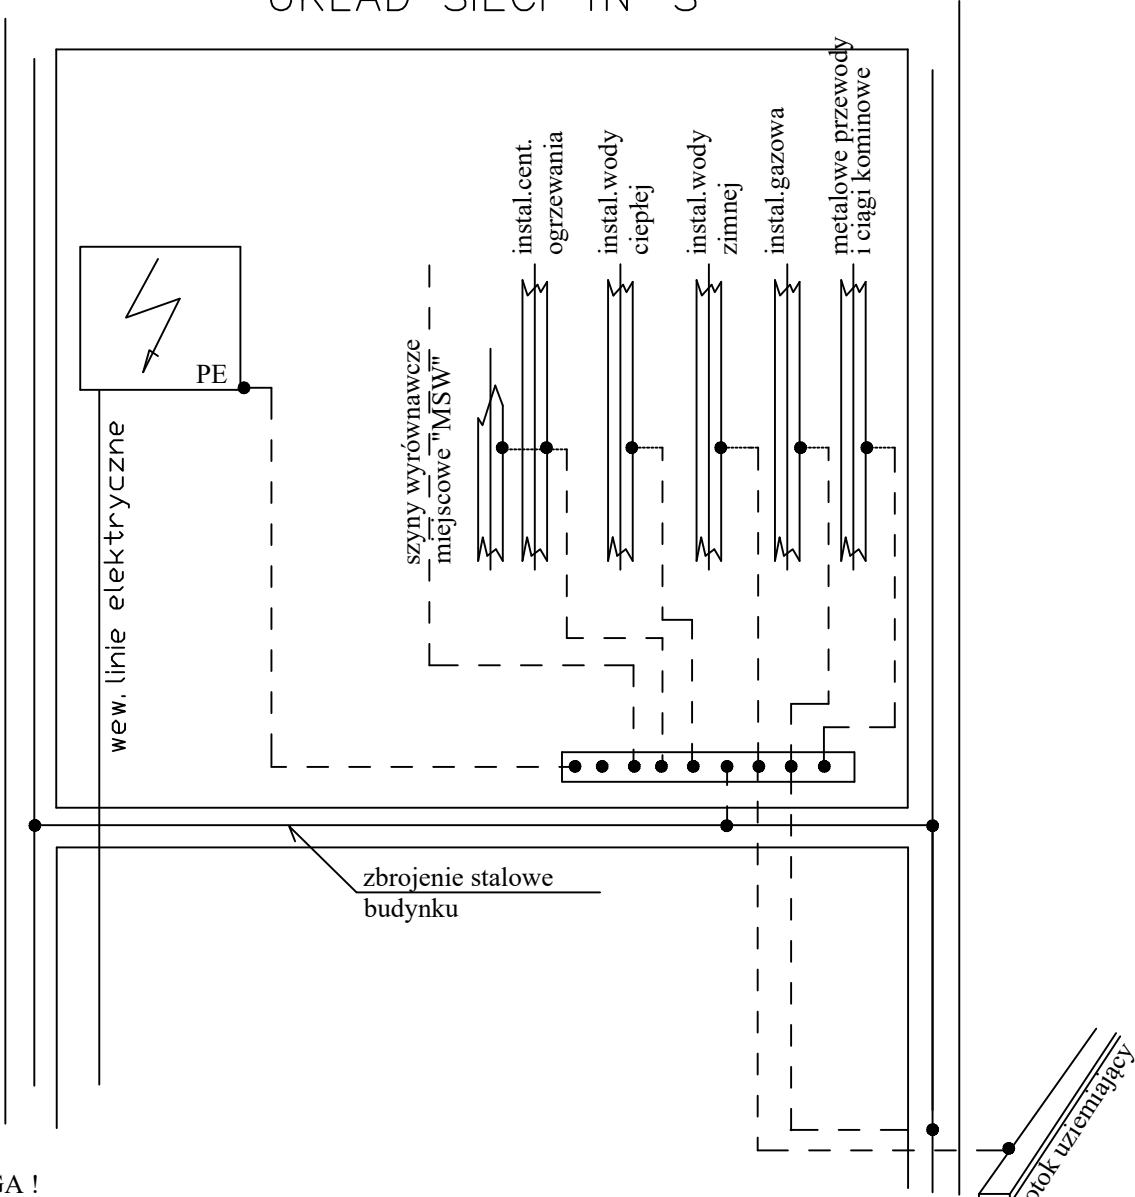 UKŁAD SIECI TN-S
metalowe przewody
i ciągi kominowe
instal.cent.
ogrzewania
instal.wody
ciepłej
instal.wody
zimnej
instal.gazowa
szyny wyrównawcze
miejscowe "MSW"
PE
wew. linie elektryczne
zbrojenie stalowe
budynku
uziemiający
!